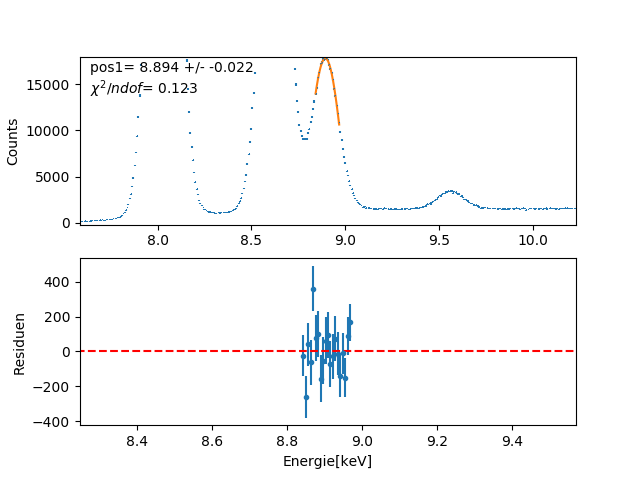 pos1= 8.894 +/- -0.022
χ²/ndof= 0.123
15000
10000
5000
0
Counts
8.0 8.5 9.0 9.5 10.0
400
200
0
−200
−400
Residuen
8.4 8.6 8.8 9.0 9.2 9.4
Energie[keV]